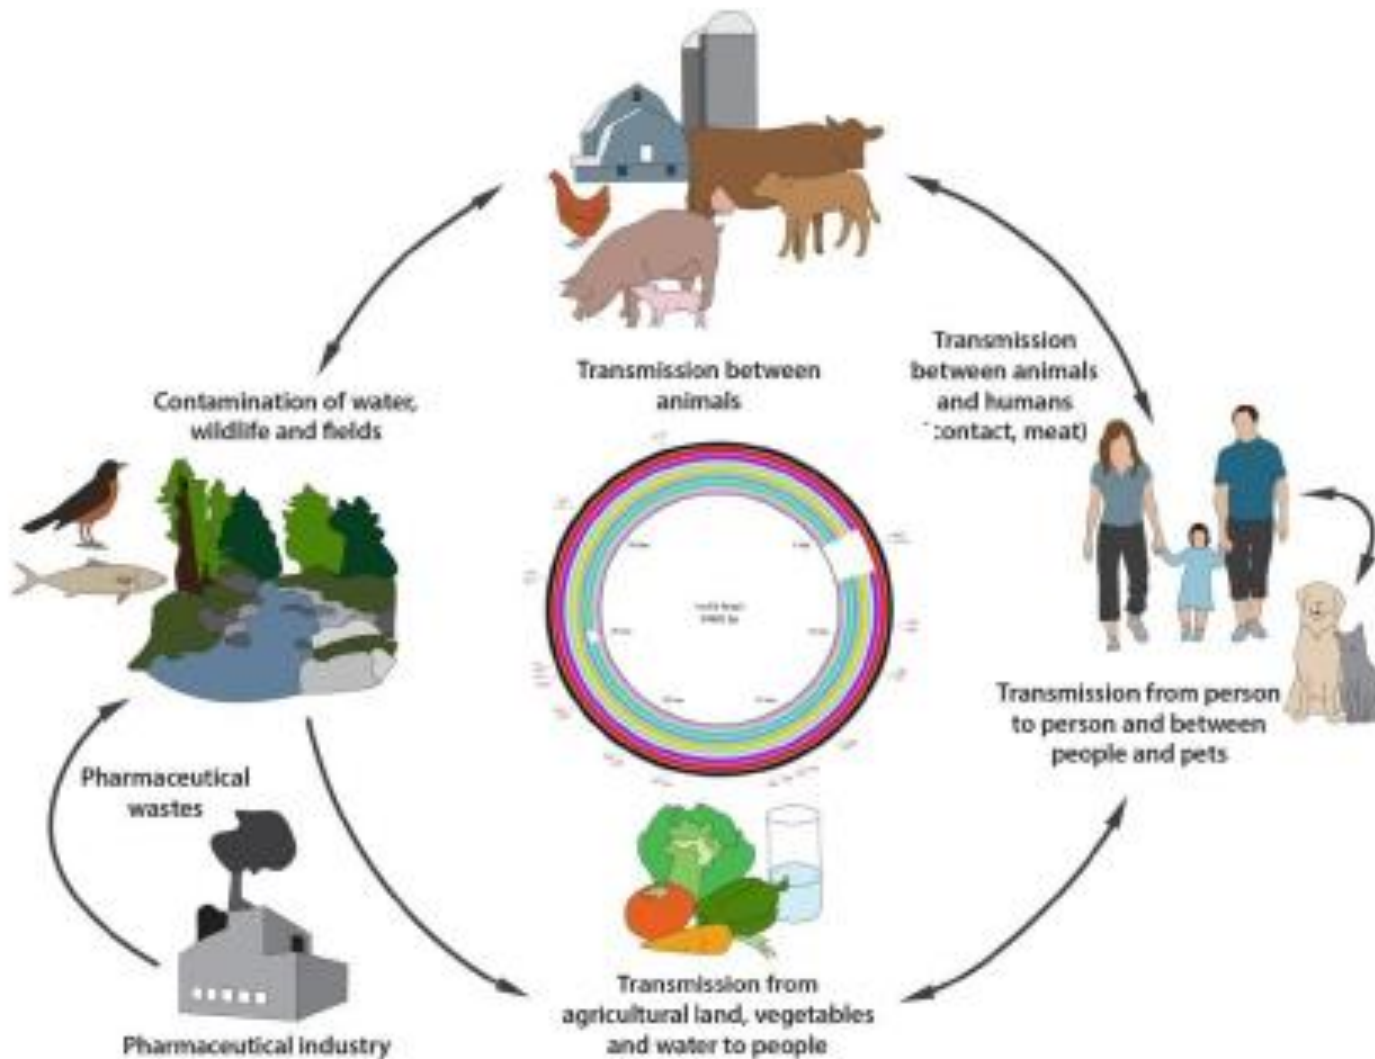 Transmission between
animals
Transmission
between animals
and humans
contact, meat)
Contamination of water,
wildlife and fields
Transmission from person
to person and between
people and pets
Pharmaceutical
wastes
Transmission from
agricultural land, vegetables
and water to people
Pharmaceutical industry